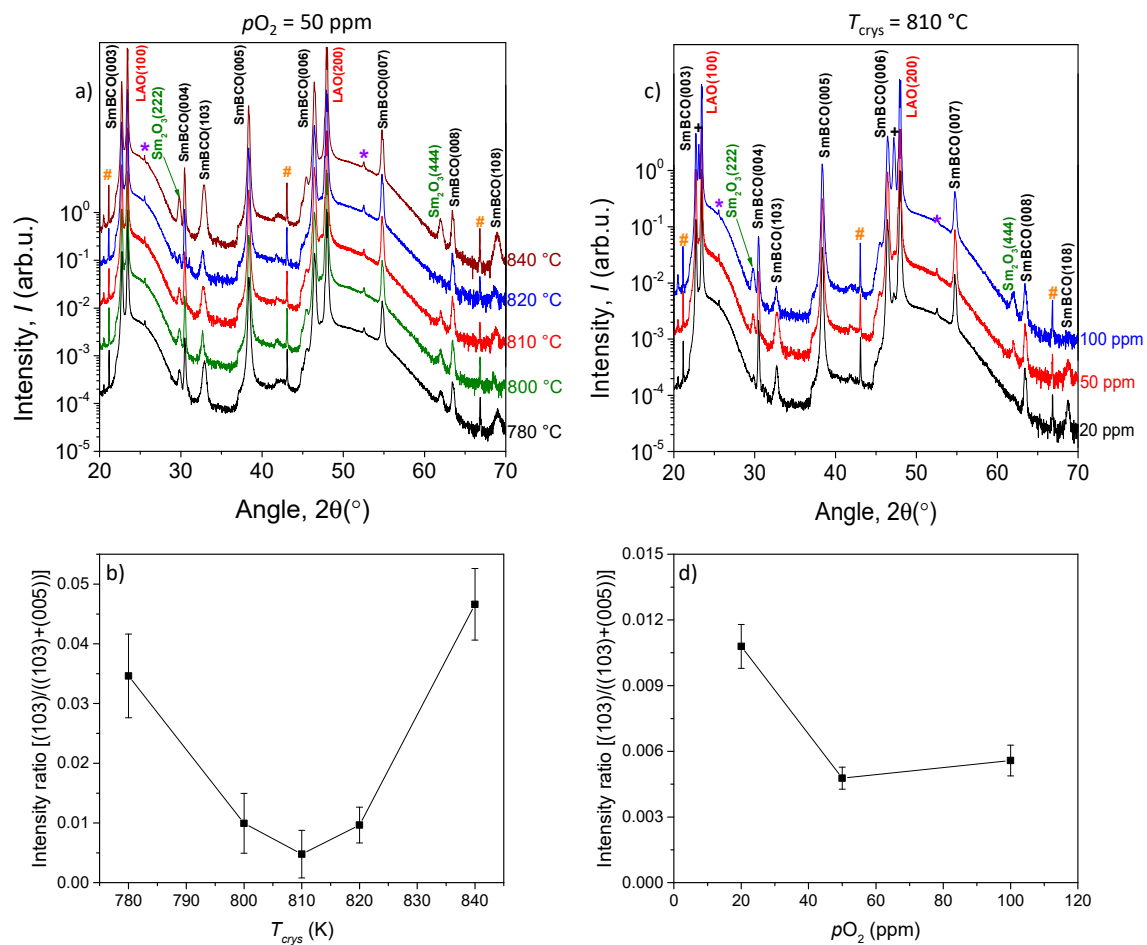 pO₂ = 50 ppm
a)
SmBCO(003)
LAO(100)
*
Sm₂O₃(222)
SmBCO(004)
SmBCO(103)
SmBCO(005)
SmBCO(006)
LAO(200)
*
SmBCO(007)
Sm₂O₃(444)
SmBCO(008)
SmBCO(108)
#
#
#
840 °C
820 °C
810 °C
800 °C
780 °C
10⁰
10⁻¹
10⁻²
10⁻³
10⁻⁴
10⁻⁵
Intensity, I (arb.u.)
20 30 40 50 60 70
Angle, 2θ(°)
T_crys = 810 °C
c)
SmBCO(003)
+
LAO(100)
*
Sm₂O₃(222)
SmBCO(004)
SmBCO(103)
SmBCO(005)
SmBCO(006)
+
LAO(200)
*
SmBCO(007)
Sm₂O₃(444)
SmBCO(008)
SmBCO(108)
#
#
#
100 ppm
50 ppm
20 ppm
10¹
10⁰
10⁻¹
10⁻²
10⁻³
10⁻⁴
10⁻⁵
Intensity, I (arb.u.)
20 30 40 50 60 70
Angle, 2θ(°)
b)
0.05
0.04
0.03
0.02
0.01
0.00
Intensity ratio [(103)/((103)+(005))]
780 790 800 810 820 830 840
T_crys (K)
d)
0.015
0.012
0.009
0.006
0.003
0.000
Intensity ratio [(103)/((103)+(005))]
0 20 40 60 80 100 120
pO₂ (ppm)